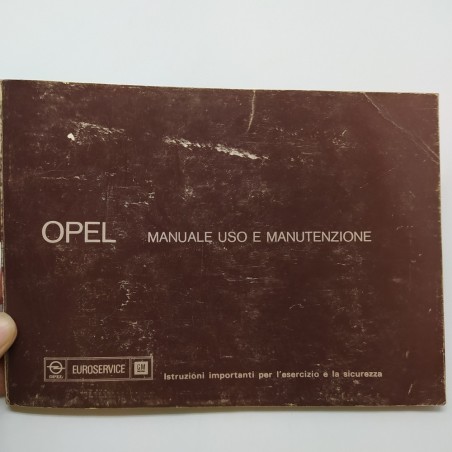 OPEL MANUALE USO E MANUTENZIONE
OPEL EUROSERVICE GM Istruzioni importanti per l'esercizio e la sicurezza